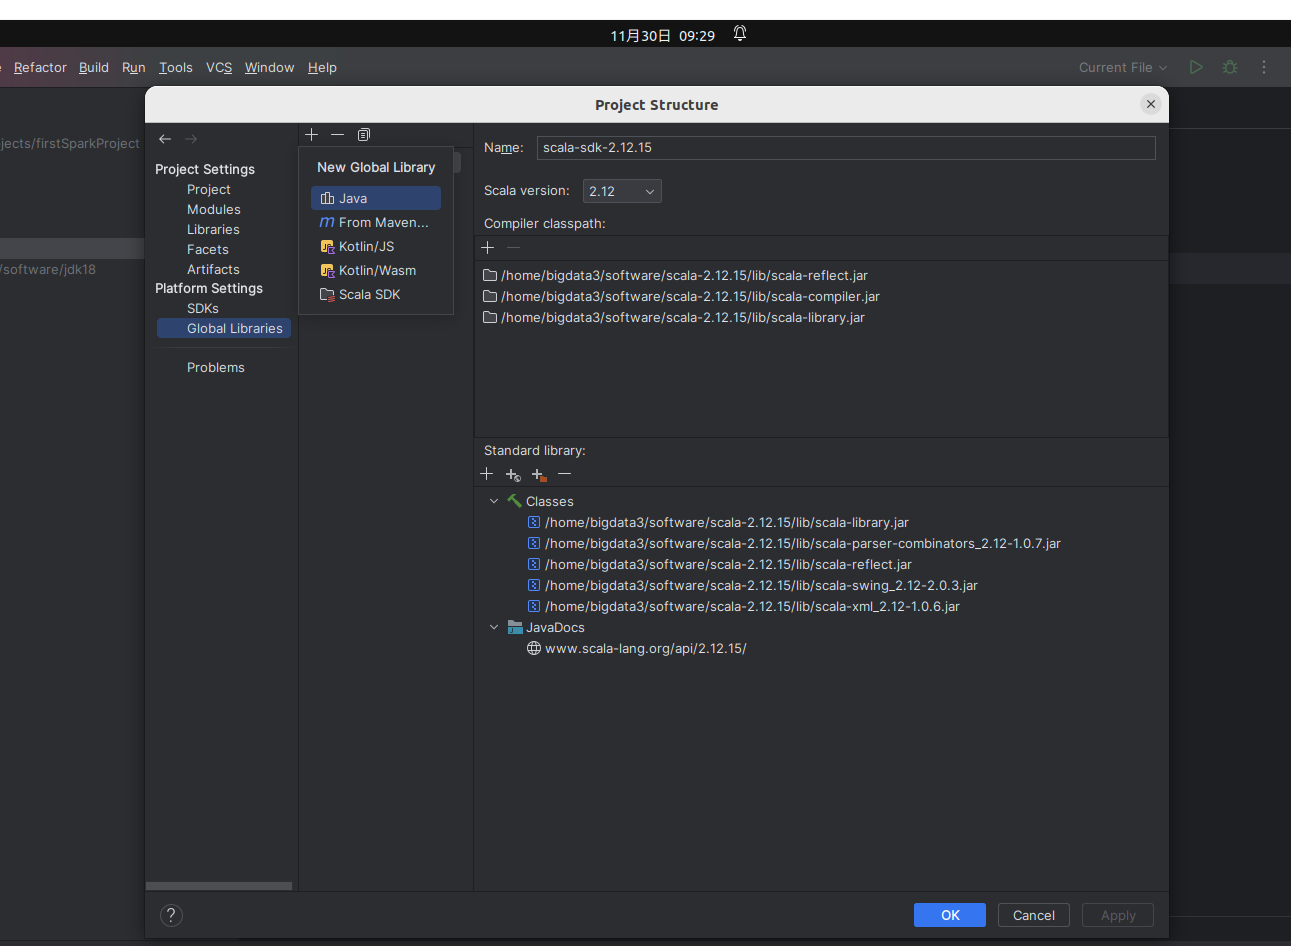 11月30日 09:29
Refactor Build Run Tools VCS Window Help
Current File
Project Structure
jects/firstSparkProject
/software/jdk18
Project Settings
Project
Modules
Libraries
Facets
Artifacts
Platform Settings
SDKs
Global Libraries
Problems
New Global Library
Java
From Maven...
Kotlin/JS
Kotlin/Wasm
Scala SDK
Name: scala-sdk-2.12.15
Scala version: 2.12
Compiler classpath:
/home/bigdata3/software/scala-2.12.15/lib/scala-reflect.jar
/home/bigdata3/software/scala-2.12.15/lib/scala-compiler.jar
/home/bigdata3/software/scala-2.12.15/lib/scala-library.jar
Standard library:
Classes
/home/bigdata3/software/scala-2.12.15/lib/scala-library.jar
/home/bigdata3/software/scala-2.12.15/lib/scala-parser-combinators_2.12-1.0.7.jar
/home/bigdata3/software/scala-2.12.15/lib/scala-reflect.jar
/home/bigdata3/software/scala-2.12.15/lib/scala-swing_2.12-2.0.3.jar
/home/bigdata3/software/scala-2.12.15/lib/scala-xml_2.12-1.0.6.jar
JavaDocs
www.scala-lang.org/api/2.12.15/
?
OK Cancel Apply